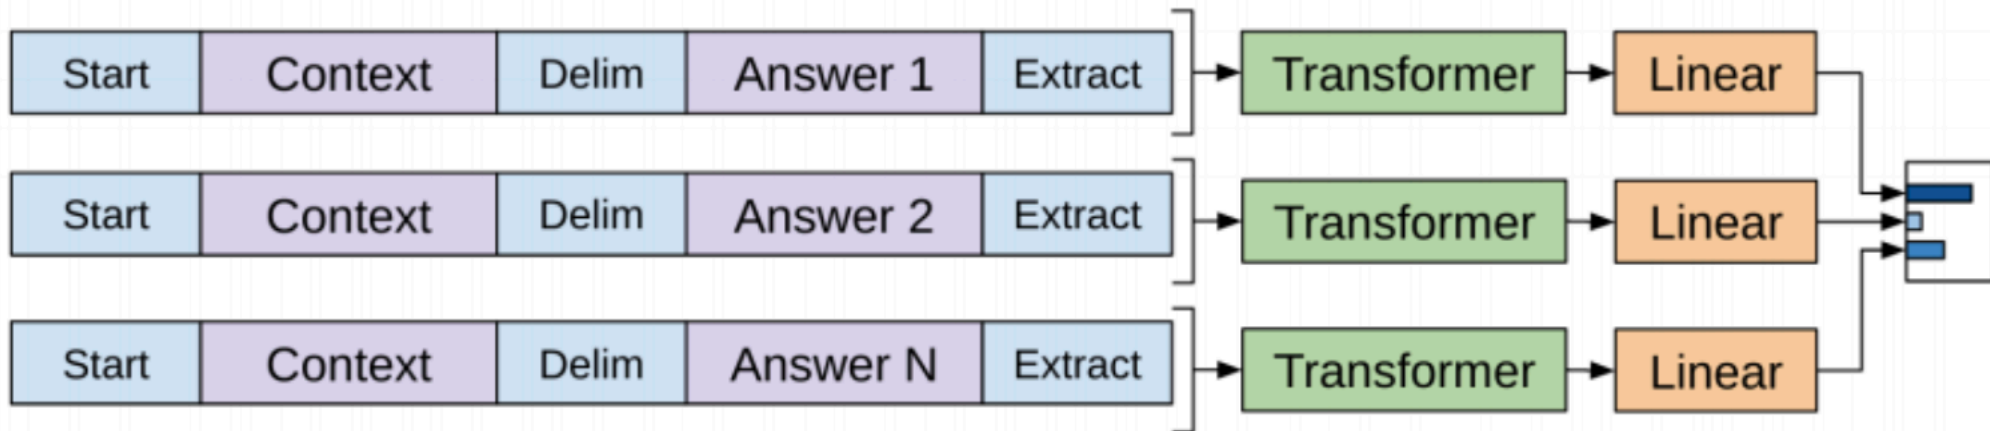 Start Context Delim Answer 1 Extract Transformer Linear
Start Context Delim Answer 2 Extract Transformer Linear
Start Context Delim Answer N Extract Transformer Linear